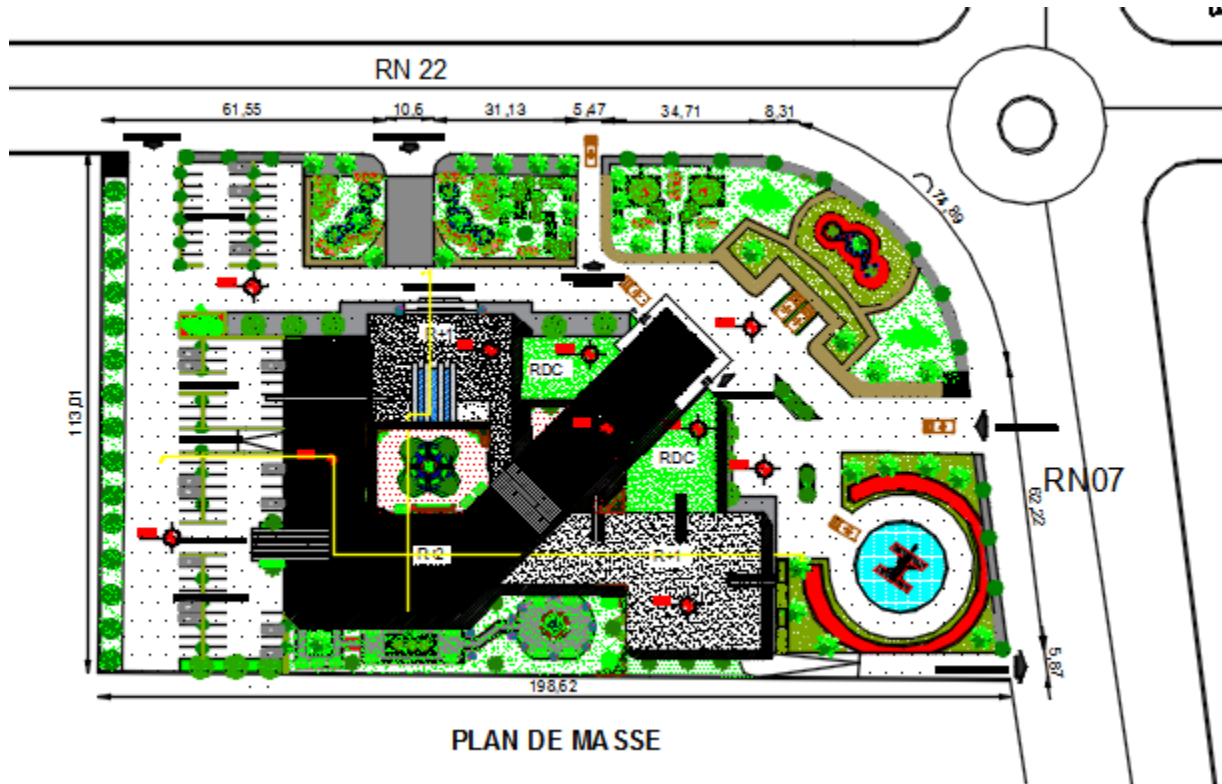 RN 22
61,55
10,6
31,13
5,47
34,71
8,31
74,89
113,01
R+1
RDC
RDC
RN07
62,22
R+2
R+1
H
5,87
198,62
PLAN DE MASSE